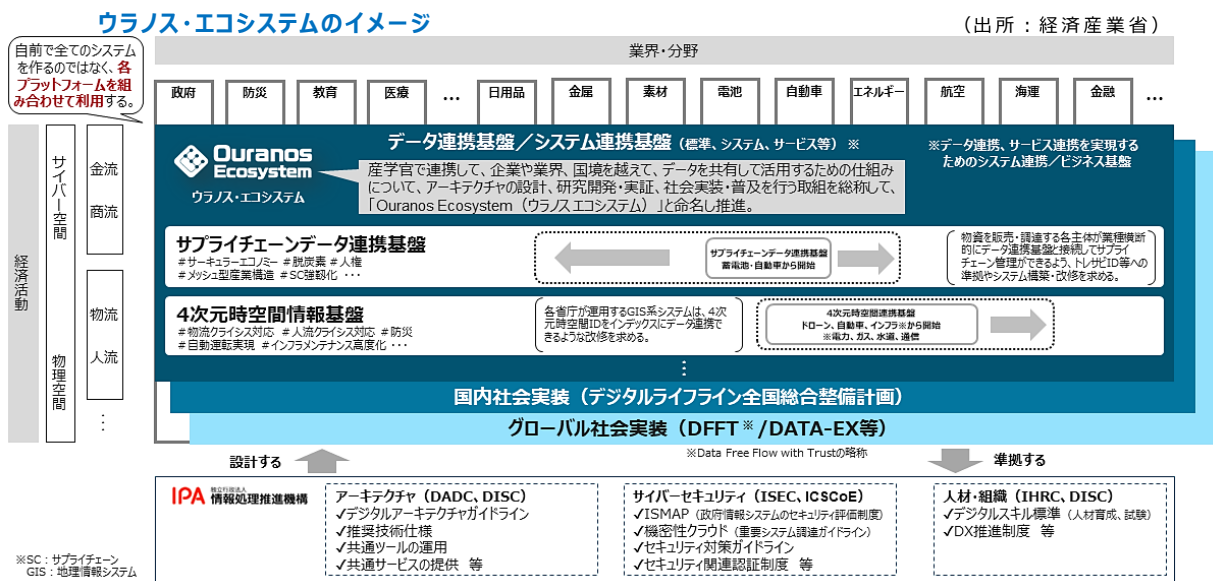 ウラノス・エコシステムのイメージ
（出所：経済産業省）
自前で全てのシステム
を作るのではなく、各
プラットフォームを組
み合わせて利用する。
業界・分野
政府
防災
教育
医療
…
日用品
金属
素材
電池
自動車
エネルギー
航空
海運
金融
…
経済活動
サイバー空間
物理空間
金流
商流
物流
人流
⋮
データ連携基盤／システム連携基盤（標準、システム、サービス等）※
※データ連携、サービス連携を実現する
ためのシステム連携／ビジネス基盤
Ouranos
Ecosystem
ウラノス・エコシステム
産学官で連携して、企業や業界、国境を越えて、データを共有して活用するための仕組み
について、アーキテクチャの設計、研究開発・実証、社会実装・普及を行う取組を総称して、
「Ouranos Ecosystem（ウラノス エコシステム）」と命名し推進。
サプライチェーンデータ連携基盤
#サーキュラーエコノミー #脱炭素 #人権
#メッシュ型産業構造 #SC強靱化 …
サプライチェーンデータ連携基盤
蓄電池・自動車から開始
物資を販売・調達する各主体が業種横断
的にデータ連携基盤と接続してサプライ
チェーン管理ができるよう、トレサビID等への
準拠やシステム構築・改修を求める。
4次元時空間情報基盤
#物流クライシス対応 #人流クライシス対応 #防災
#自動運転実現 #インフラメンテナンス高度化 …
各省庁が運用するGIS系システムは、4次
元時空間IDをインデックスにデータ連携で
きるような改修を求める。
4次元時空間連携基盤
ドローン、自動車、インフラ※から開始
※電力、ガス、水道、通信
⋮
国内社会実装（デジタルライフライン全国総合整備計画）
グローバル社会実装（DFFT※/DATA-EX等）
※Data Free Flow with Trustの略称
設計する
準拠する
IPA 独立行政法人 情報処理推進機構
アーキテクチャ（DADC、DISC）
✓デジタルアーキテクチャガイドライン
✓推奨技術仕様
✓共通ツールの運用
✓共通サービスの提供 等
サイバーセキュリティ（ISEC、ICSCoE）
✓ISMAP（政府情報システムのセキュリティ評価制度）
✓機密性クラウド（重要システム調達ガイドライン）
✓セキュリティ対策ガイドライン
✓セキュリティ関連認証制度 等
人材・組織（IHRC、DISC）
✓デジタルスキル標準（人材育成、試験）
✓DX推進制度 等
※SC：サプライチェーン
GIS：地理情報システム